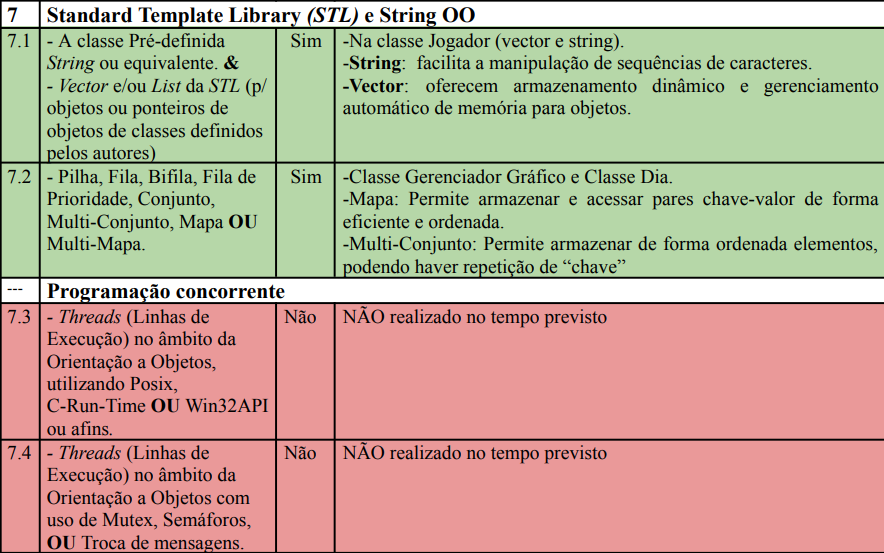 7 Standard Template Library (STL) e String OO
7.1 - A classe Pré-definida Sim -Na classe Jogador (vector e string).
String ou equivalente. & -String: facilita a manipulação de sequências de caracteres.
- Vector e/ou List da STL (p/ -Vector: oferecem armazenamento dinâmico e gerenciamento
objetos ou ponteiros de automático de memória para objetos.
objetos de classes definidos
pelos autores)
7.2 - Pilha, Fila, Bifila, Fila de Sim -Classe Gerenciador Gráfico e Classe Dia.
Prioridade, Conjunto, -Mapa: Permite armazenar e acessar pares chave-valor de forma
Multi-Conjunto, Mapa OU eficiente e ordenada.
Multi-Mapa. -Multi-Conjunto: Permite armazenar de forma ordenada elementos,
podendo haver repetição de “chave”
--- Programação concorrente
7.3 - Threads (Linhas de Não NÃO realizado no tempo previsto
Execução) no âmbito da
Orientação a Objetos,
utilizando Posix,
C-Run-Time OU Win32API
ou afins.
7.4 - Threads (Linhas de Não NÃO realizado no tempo previsto
Execução) no âmbito da
Orientação a Objetos com
uso de Mutex, Semáforos,
OU Troca de mensagens.